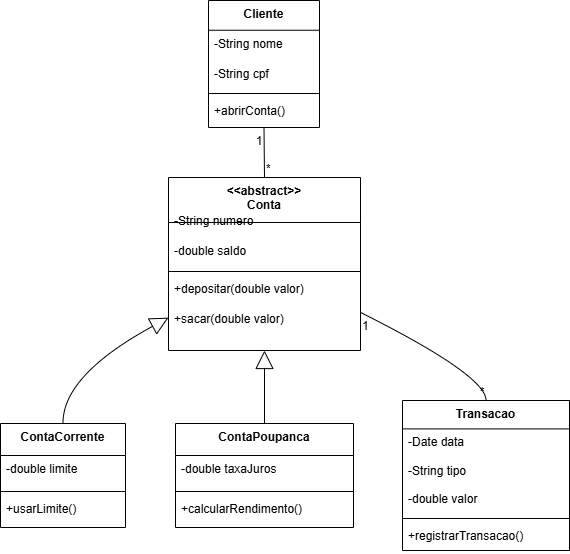 Cliente
-String nome
-String cpf
+abrirConta()
1
*
<<abstract>>
Conta
-String numero
-double saldo
+depositar(double valor)
+sacar(double valor)
1
*
ContaCorrente
-double limite
+usarLimite()
ContaPoupanca
-double taxaJuros
+calcularRendimento()
Transacao
-Date data
-String tipo
-double valor
+registrarTransacao()